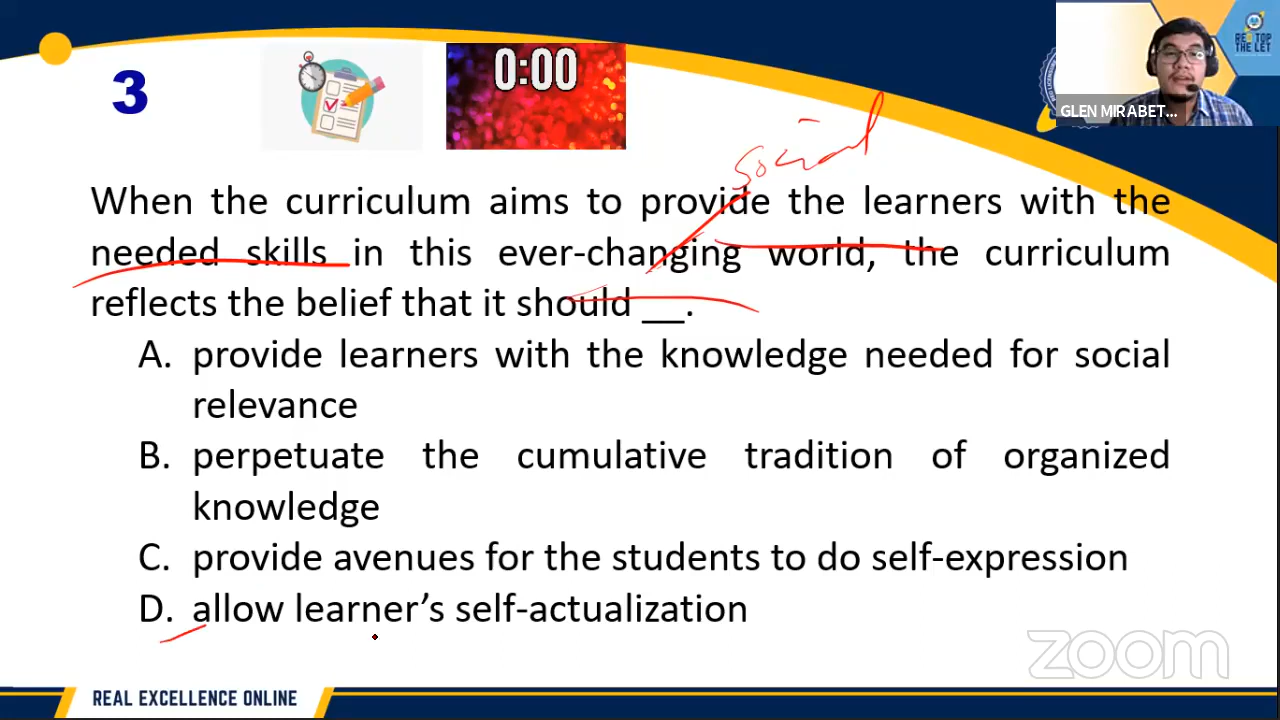 3
0:00
REO TOP
THE LET
GLEN MIRABET...
social
When the curriculum aims to provide the learners with the
needed skills in this ever-changing world, the curriculum
reflects the belief that it should __.
A. provide learners with the knowledge needed for social
relevance
B. perpetuate the cumulative tradition of organized
knowledge
C. provide avenues for the students to do self-expression
D. allow learner's self-actualization
zoom
REAL EXCELLENCE ONLINE